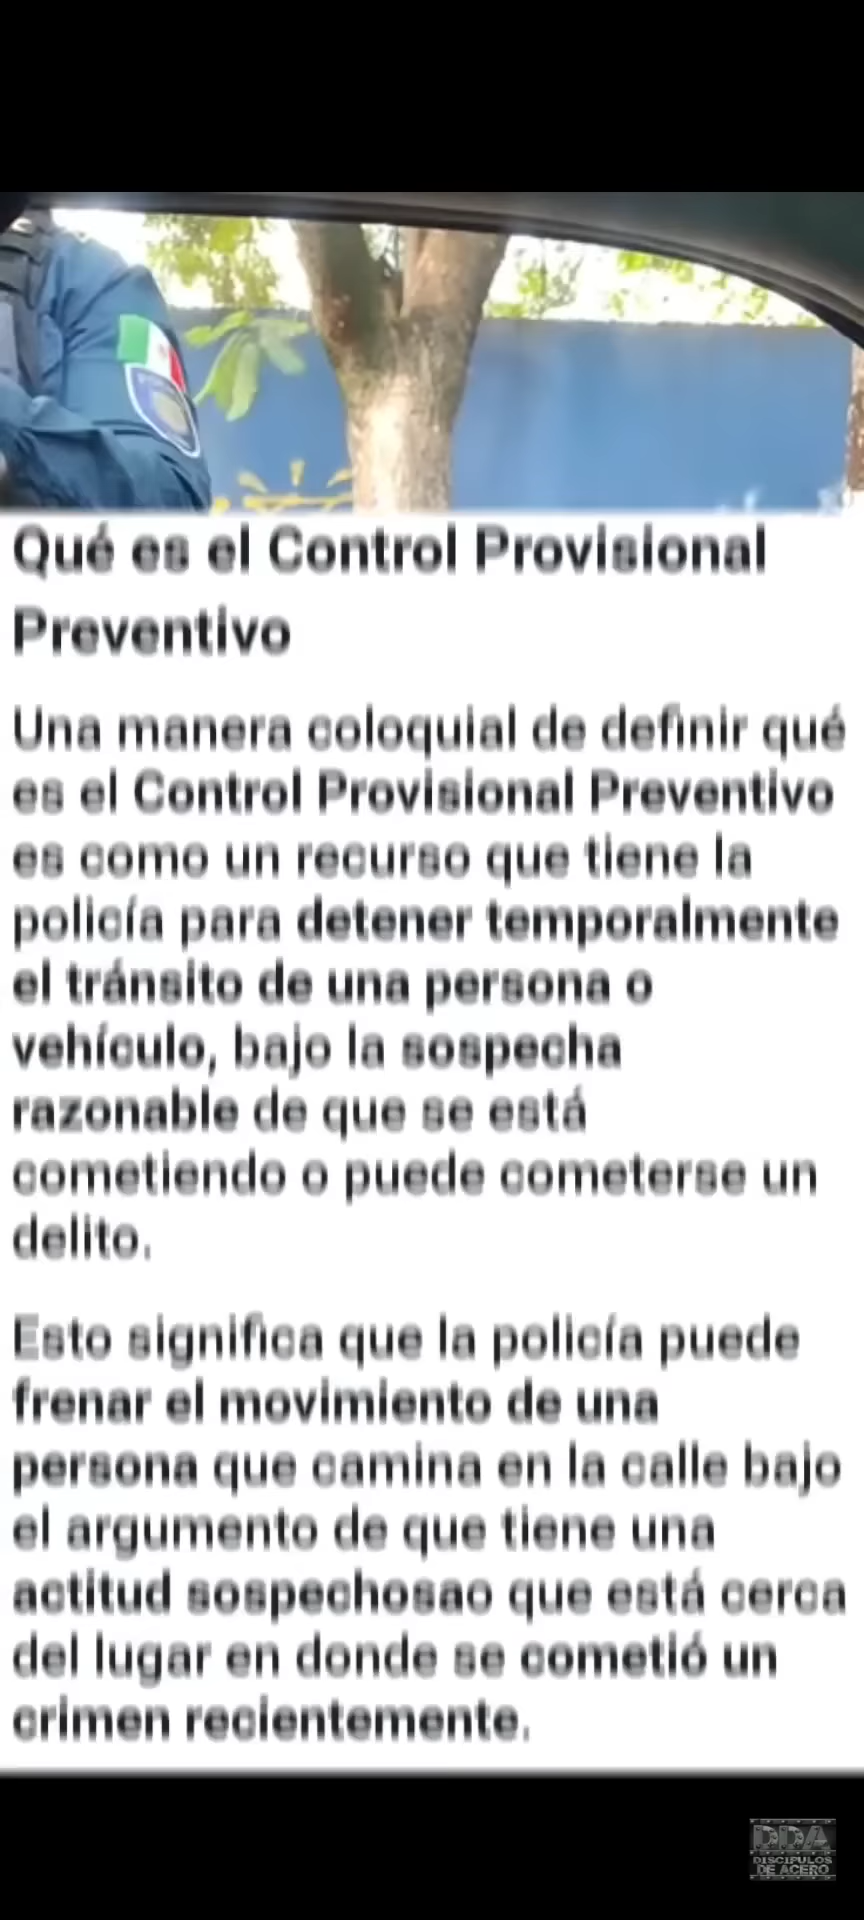 Qué es el Control Provisional
Preventivo
Una manera coloquial de definir qué
es el Control Provisional Preventivo
es como un recurso que tiene la
policía para detener temporalmente
el tránsito de una persona o
vehículo, bajo la sospecha
razonable de que se está
cometiendo o puede cometerse un
delito.
Esto significa que la policía puede
frenar el movimiento de una
persona que camina en la calle bajo
el argumento de que tiene una
actitud sospechosao que está cerca
del lugar en donde se cometió un
crimen recientemente.
DDA
DISCIPULOS
DE ACERO